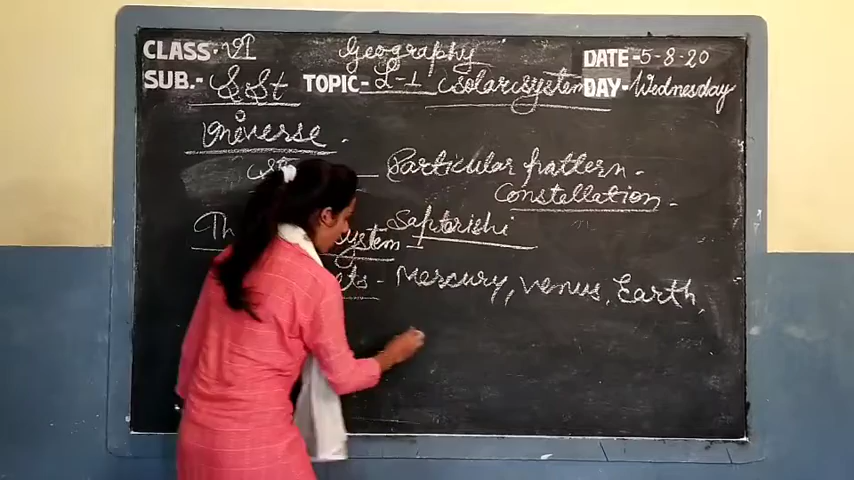 CLASS:- VI Geography DATE:- 5-8-20
SUB.- S.St TOPIC:- L-1 Solar system DAY:- Wednesday
Universe .
Particular pattern -
Constellation -
Saptarishi
system
Mercury, Venus, Earth,